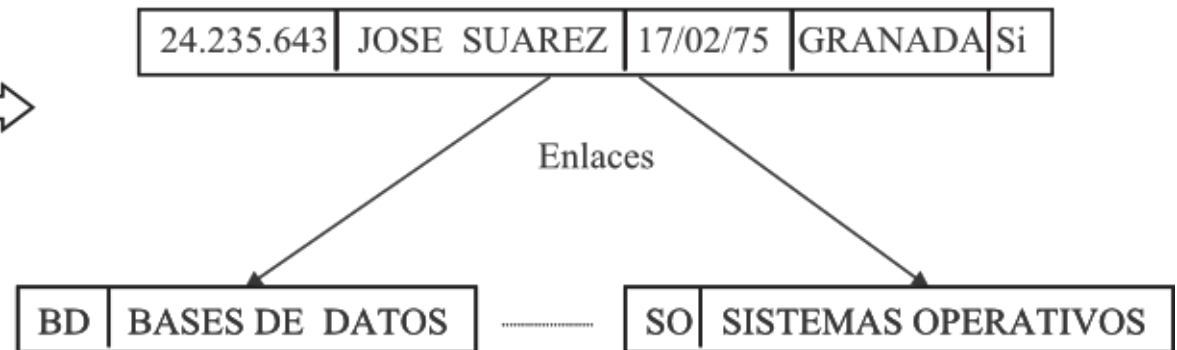 24.235.643 JOSE SUAREZ 17/02/75 GRANADA Si
Enlaces
BD BASES DE DATOS SO SISTEMAS OPERATIVOS